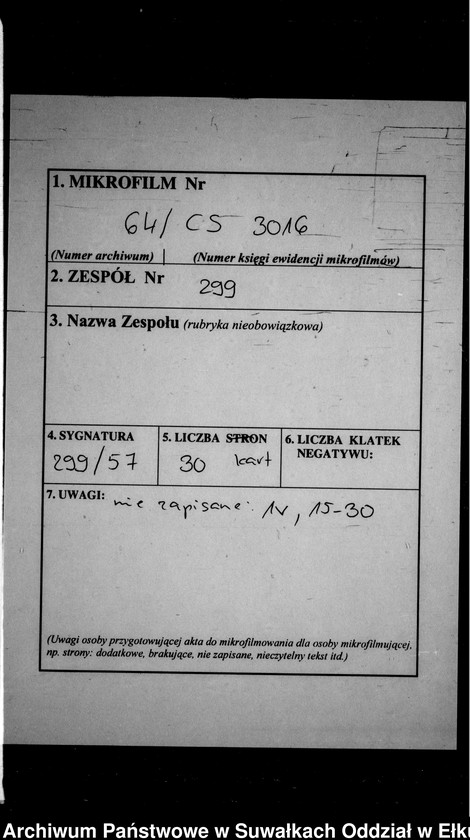 1. MIKROFILM Nr
64/ CS 3016
(Numer archiwum) | (Numer księgi ewidencji mikrofilmów)
2. ZESPÓŁ Nr
299
3. Nazwa Zespołu (rubryka nieobowiązkowa)
4. SYGNATURA
299/57
5. LICZBA STRON
30 kart
6. LICZBA KLATEK
NEGATYWU:
7. UWAGI: nie zapisane: 1v, 15-30
(Uwagi osoby przygotowującej akta do mikrofilmowania dla osoby mikrofilmującej,
np. strony: dodatkowe, brakujące, nie zapisane, nieczytelny tekst itd.)
Archiwum Państwowe w Suwałkach Oddział w Ełku